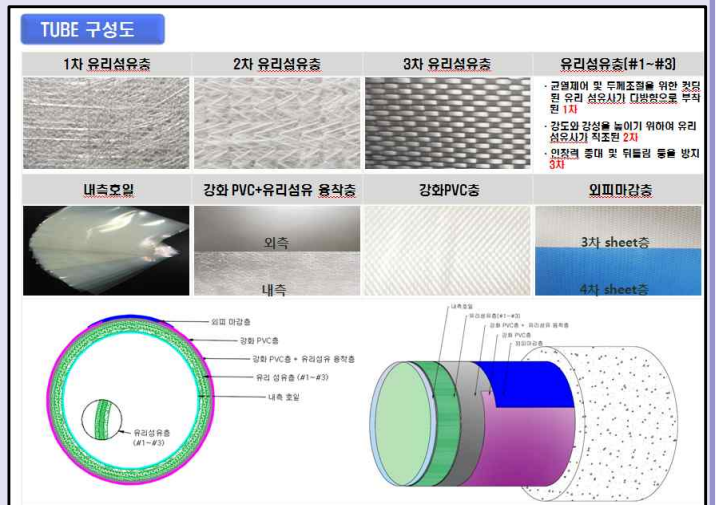 TUBE 구성도
1차 유리섬유층
2차 유리섬유층
3차 유리섬유층
유리섬유층(#1~#3)
· 균열제어 및 두께조절을 위한 컷팅
된 유리 섬유사가 다방향으로 부착
된 1차
· 강도와 강성을 높이기 위하여 유리
섬유사가 직조된 2차
· 인장력 증대 및 뒤틀림 등을 방지
3차
내측호일
강화 PVC+유리섬유 융착층
강화PVC층
외피마감층
외측
내측
3차 sheet층
4차 sheet층
외피 마감층
강화 PVC층
강화 PVC층 + 유리섬유 융착층
유리 섬유층 (#1~#3)
내측 호일
유리섬유층
(#1~#3)
내측호일
유리섬유층(#1~#3)
강화 PVC층 + 유리섬유 융착층
강화 PVC층
외피마감층